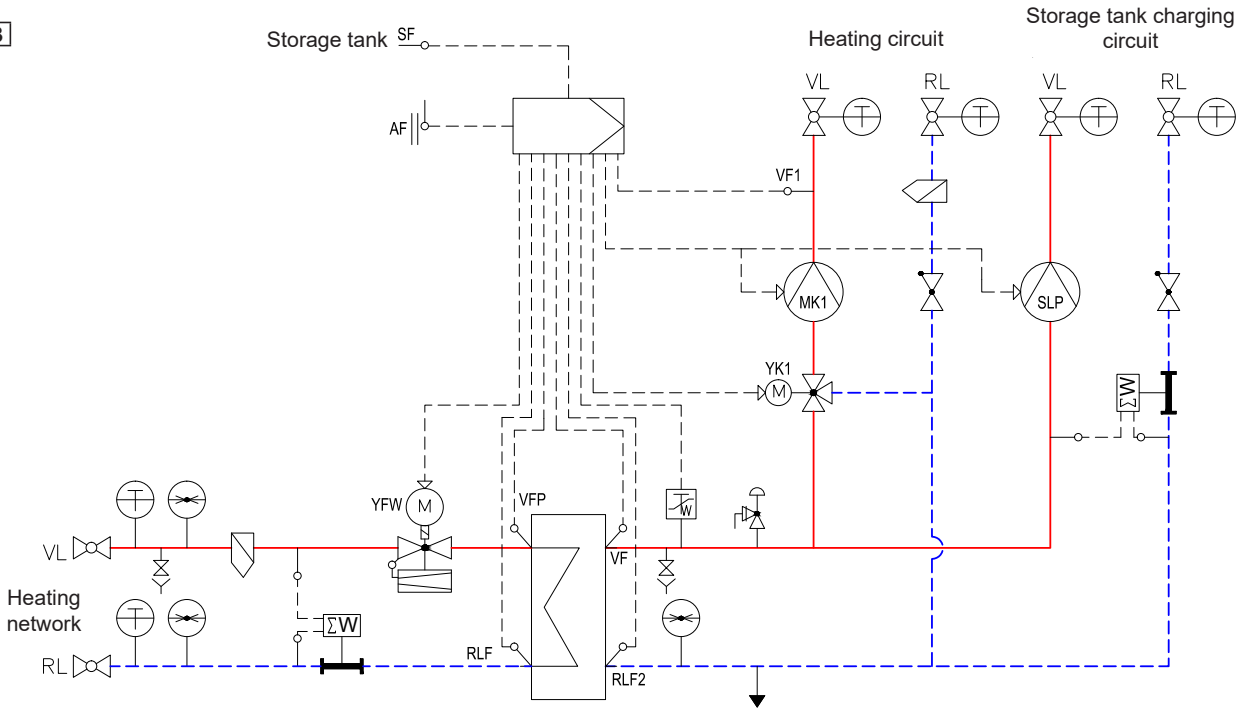 Storage tank charging
circuit
3
Storage tank SF
Heating circuit
VL
RL
VL
RL
T
T
T
T
AF
VF1
MK1
SLP
YK1
M
ΣW
YFW
M
VFP
W
T
VL
VF
Heating
network
T
ΣW
RL
RLF
RLF2